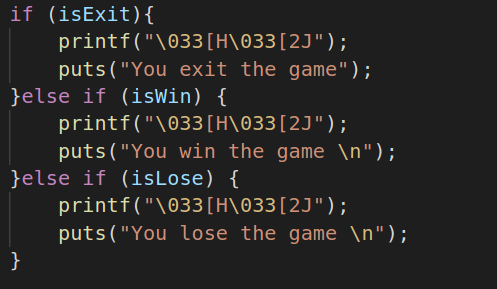 if (isExit){
    printf("\033[H\033[2J");
    puts("You exit the game");
}else if (isWin) {
    printf("\033[H\033[2J");
    puts("You win the game \n");
}else if (isLose) {
    printf("\033[H\033[2J");
    puts("You lose the game \n");
}